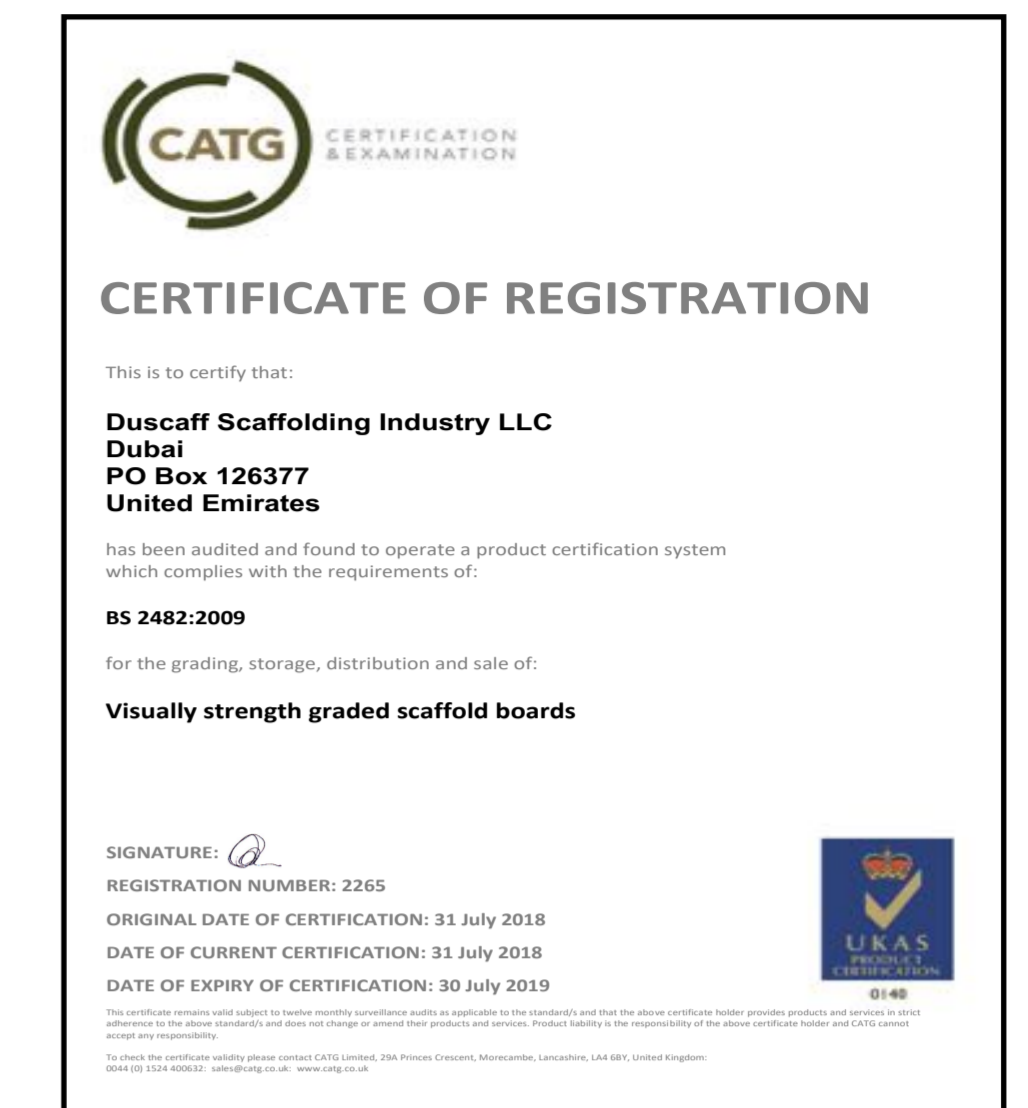 CATG
CERTIFICATION
& EXAMINATION
CERTIFICATE OF REGISTRATION
This is to certify that:
Duscaff Scaffolding Industry LLC
Dubai
PO Box 126377
United Emirates
has been audited and found to operate a product certification system
which complies with the requirements of:
BS 2482:2009
for the grading, storage, distribution and sale of:
Visually strength graded scaffold boards
SIGNATURE:
REGISTRATION NUMBER: 2265
ORIGINAL DATE OF CERTIFICATION: 31 July 2018
DATE OF CURRENT CERTIFICATION: 31 July 2018
DATE OF EXPIRY OF CERTIFICATION: 30 July 2019
UKAS
PRODUCT
CERTIFICATION
0140
This certificate remains valid subject to twelve monthly surveillance audits as applicable to the standard/s and that the above certificate holder provides products and services in strict
adherence to the above standard/s and does not change or amend their products and services. Product liability is the responsibility of the above certificate holder and CATG cannot
accept any responsibility.
To check the certificate validity please contact CATG Limited, 29A Princes Crescent, Morecambe, Lancashire, LA4 6BY, United Kingdom:
0044 (0) 1524 400632: sales@catg.co.uk: www.catg.co.uk